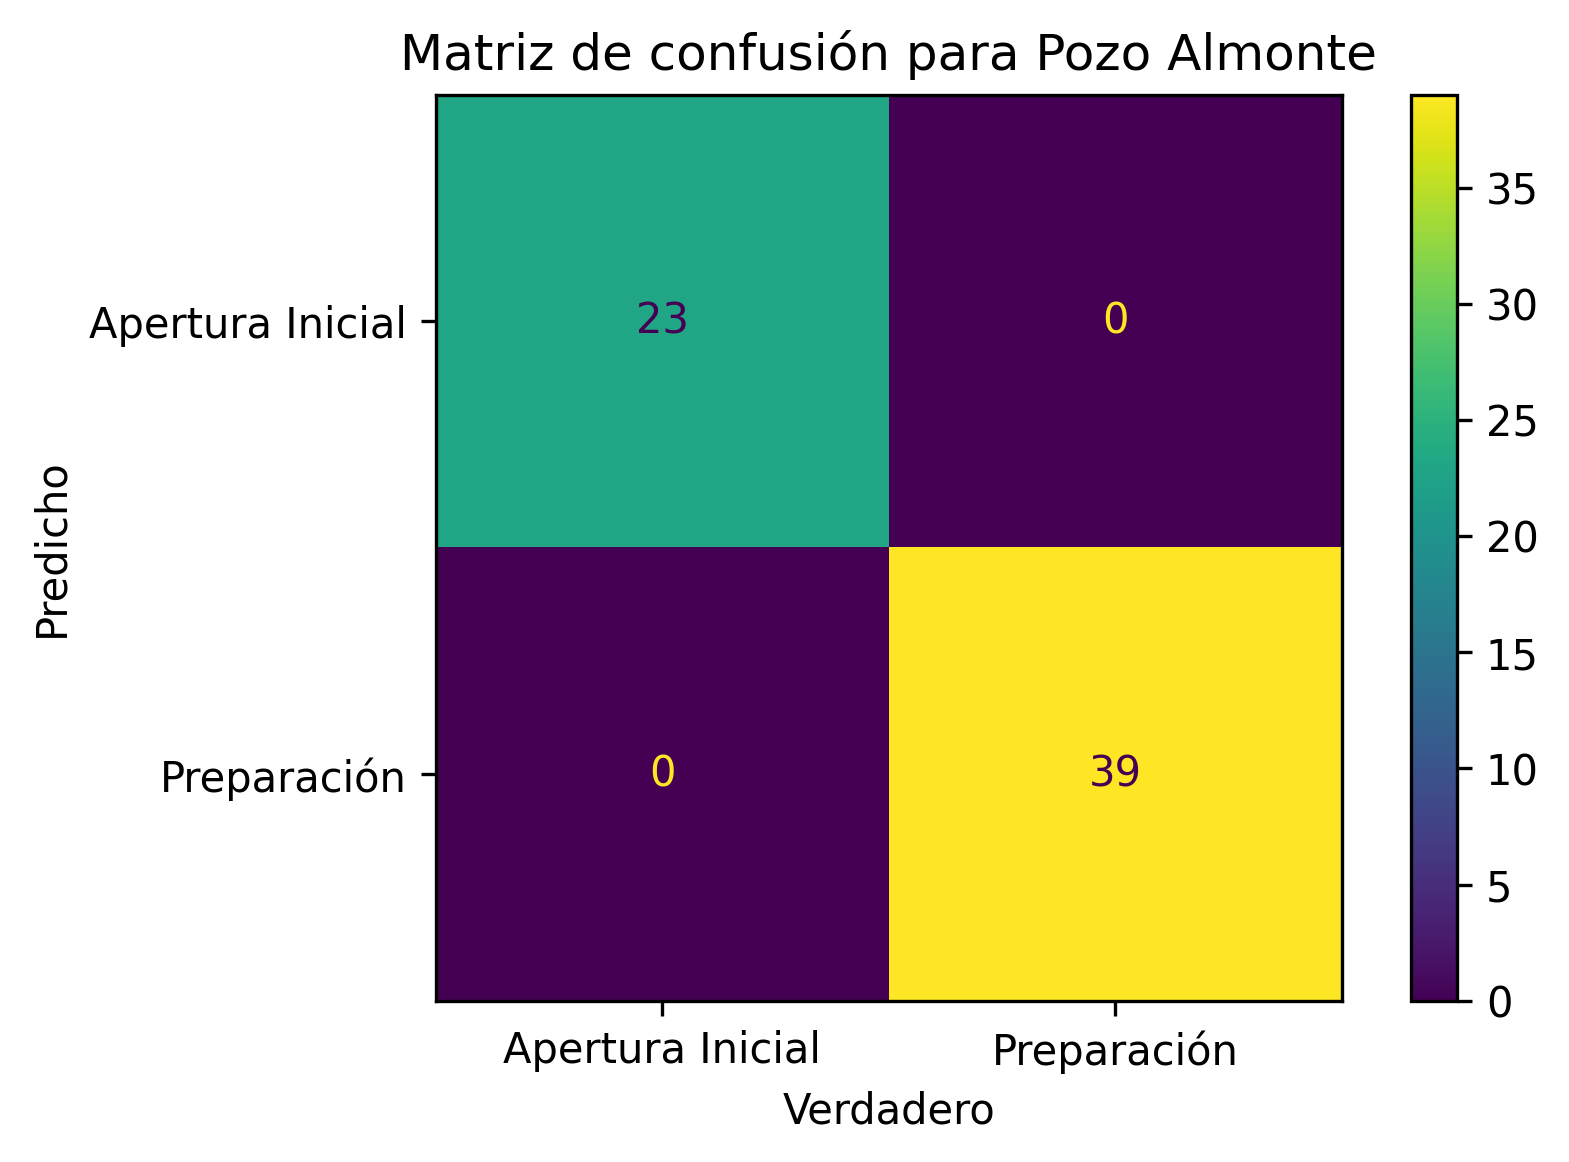 Matriz de confusión para Pozo Almonte
Predicho
Apertura Inicial
Preparación
23
0
0
39
Apertura Inicial
Preparación
Verdadero
35
30
25
20
15
10
5
0